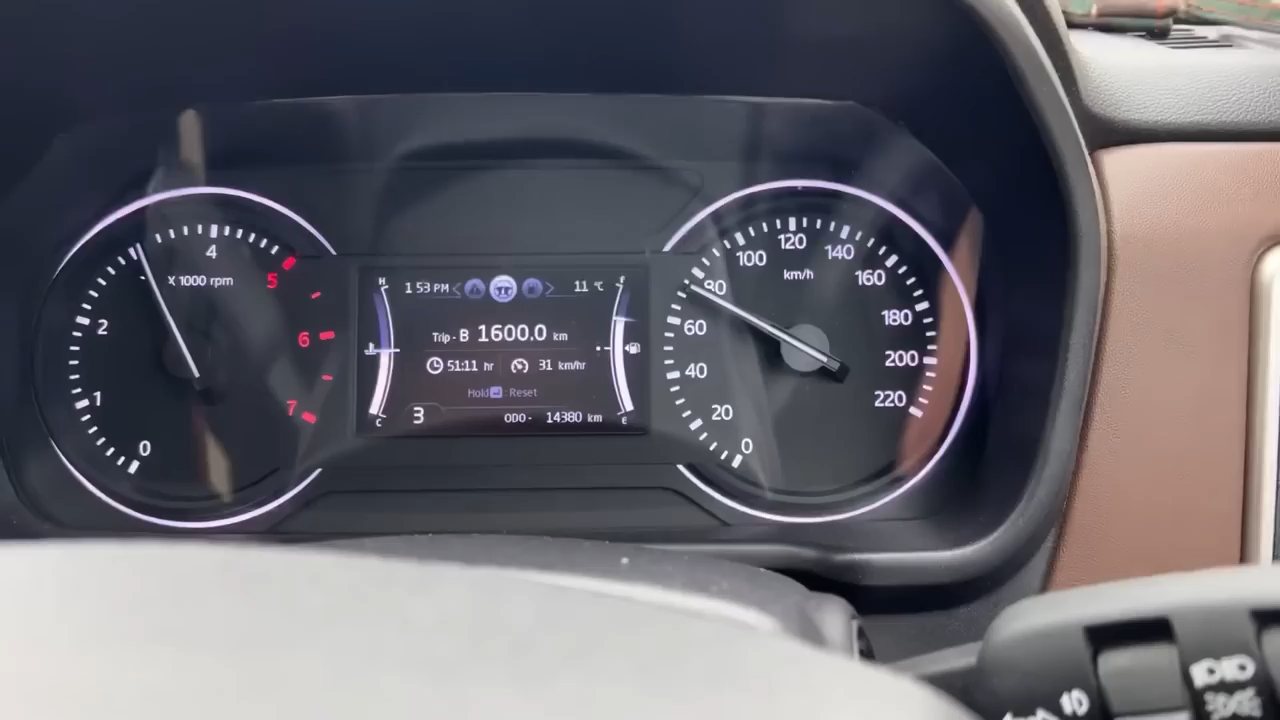 4
X 1000 rpm
5
2
6
1
7
0
H
1 53 PM
11 °C
F
Trip - B 1600.0 km
51:11 hr
31 km/hr
Hold : Reset
3
ODO - 14380 km
C
E
120
100
140
km/h
80
160
60
180
40
200
20
220
0